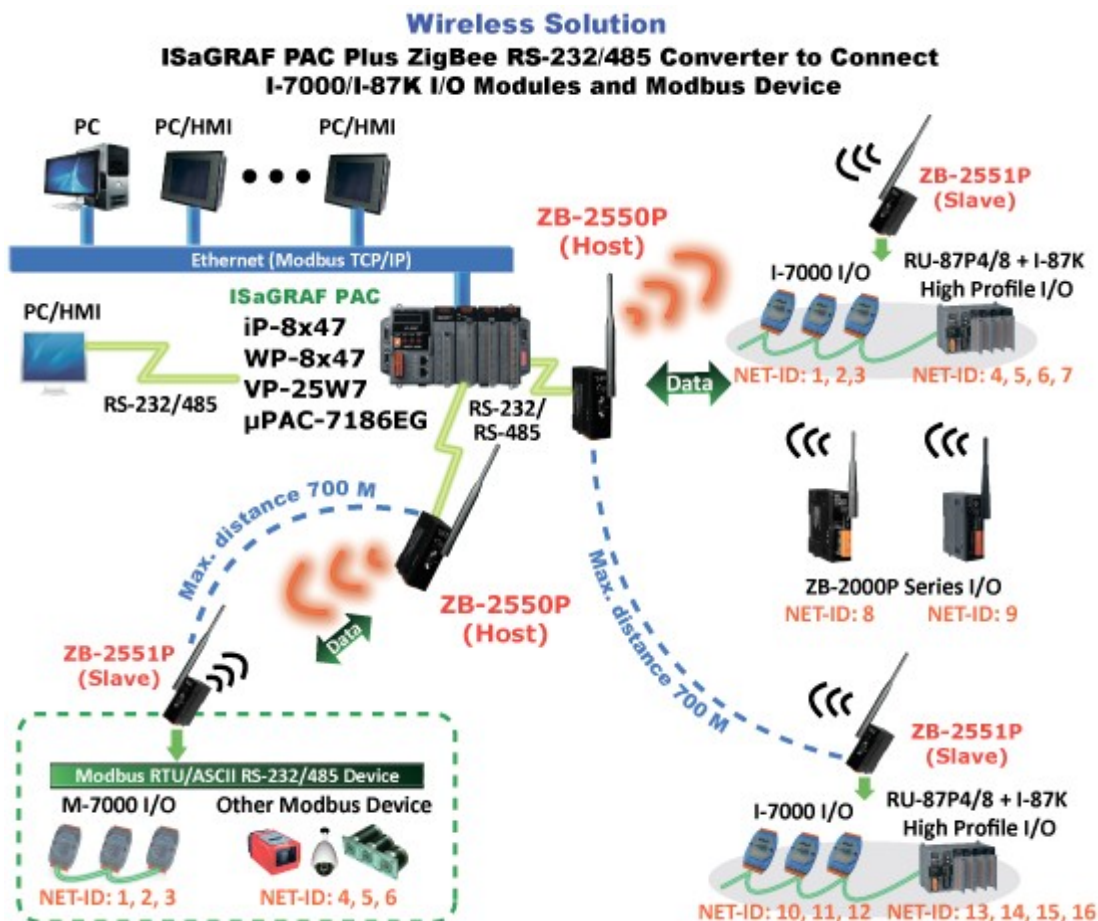 Wireless Solution
ISaGRAF PAC Plus ZigBee RS-232/485 Converter to Connect
I-7000/I-87K I/O Modules and Modbus Device
PC
PC/HMI
PC/HMI
Ethernet (Modbus TCP/IP)
ZB-2550P
(Host)
ZB-2551P
(Slave)
I-7000 I/O
RU-87P4/8 + I-87K
High Profile I/O
NET-ID: 1, 2,3
NET-ID: 4, 5, 6, 7
Data
PC/HMI
RS-232/485
ISaGRAF PAC
iP-8x47
WP-8x47
VP-25W7
µPAC-7186EG
RS-232/
RS-485
Max. distance 700 M
ZB-2550P
(Host)
Data
Max. distance 700 M
ZB-2000P Series I/O
NET-ID: 8
NET-ID: 9
ZB-2551P
(Slave)
Modbus RTU/ASCII RS-232/485 Device
M-7000 I/O
Other Modbus Device
NET-ID: 1, 2, 3
NET-ID: 4, 5, 6
ZB-2551P
(Slave)
I-7000 I/O
RU-87P4/8 + I-87K
High Profile I/O
NET-ID: 10, 11, 12
NET-ID: 13, 14, 15, 16